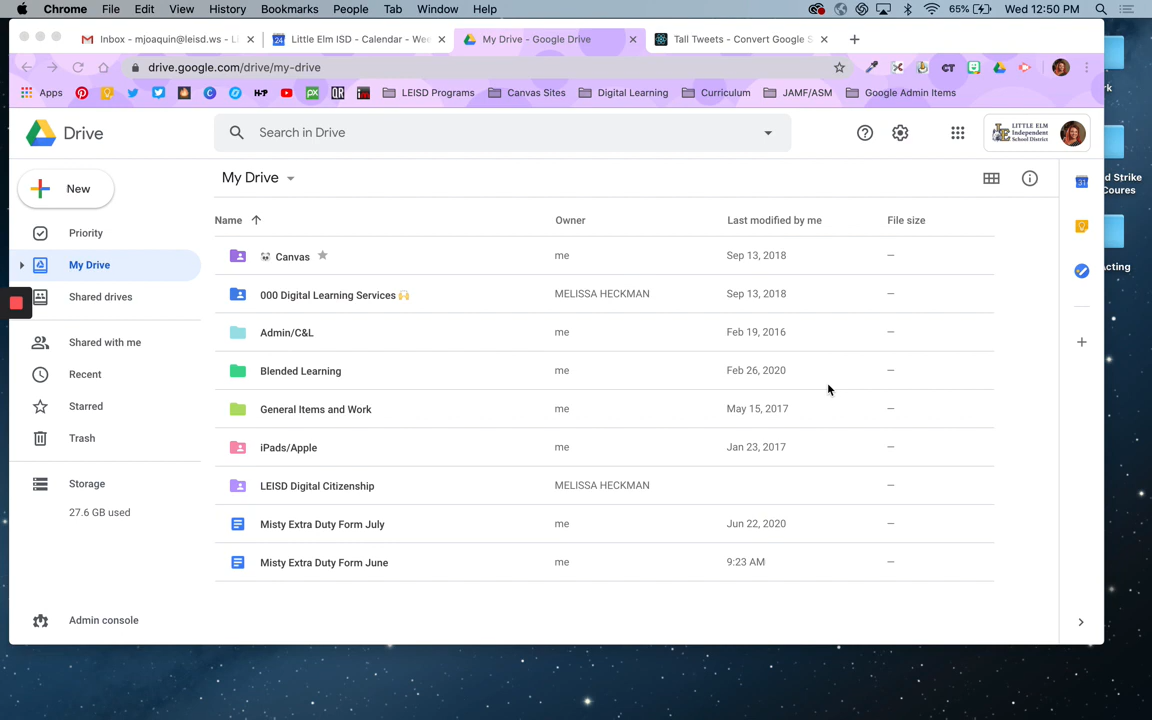 Chrome File Edit View History Bookmarks People Tab Window Help 65% Wed 12:50 PM
Inbox - mjoaquin@leisd.ws - L Little Elm ISD - Calendar - Wee My Drive - Google Drive Tall Tweets - Convert Google S
drive.google.com/drive/my-drive
Apps LEISD Programs Canvas Sites Digital Learning Curriculum JAMF/ASM Google Admin Items
Drive Search in Drive LITTLE ELM
Independent
School District
My Drive
New
Name Owner Last modified by me File size
Priority
Canvas me Sep 13, 2018 —
My Drive
000 Digital Learning Services 🙌 MELISSA HECKMAN Sep 13, 2018 —
Shared drives
Admin/C&L me Feb 19, 2016 —
Shared with me
Blended Learning me Feb 26, 2020 —
Recent
General Items and Work me May 15, 2017 —
Starred
Trash
iPads/Apple me Jan 23, 2017 —
Storage
LEISD Digital Citizenship MELISSA HECKMAN —
27.6 GB used
Misty Extra Duty Form July me Jun 22, 2020 —
Misty Extra Duty Form June me 9:23 AM —
Admin console
rk
d Strike
Coures
Acting